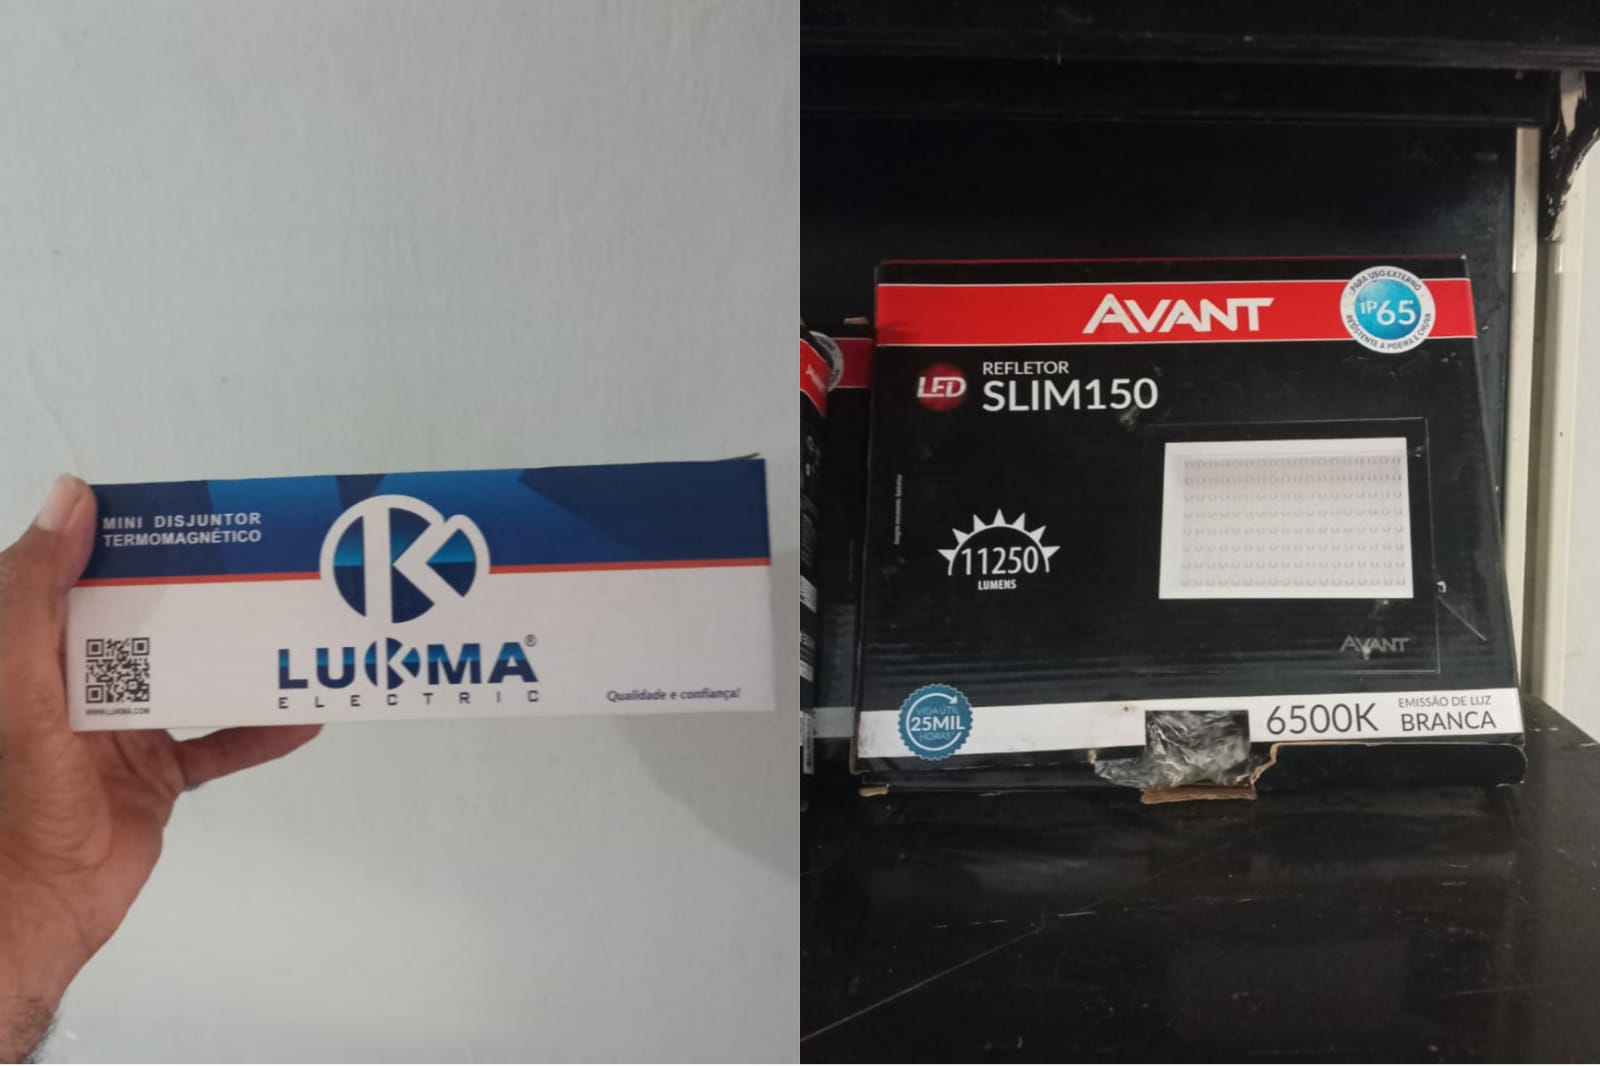 MINI DISJUNTOR
TERMOMAGNÉTICO
LUKMA®
ELECTRIC
WWW.LUKMA.COM
Qualidade e confiança!
AVANT
PARA USO EXTERNO
IP65
RESISTENTE À POEIRA E CHUVA
LED
REFLETOR
SLIM150
11250
LUMENS
AVANT
VIDA ÚTIL
25MIL
HORAS*
6500K
EMISSÃO DE LUZ
BRANCA